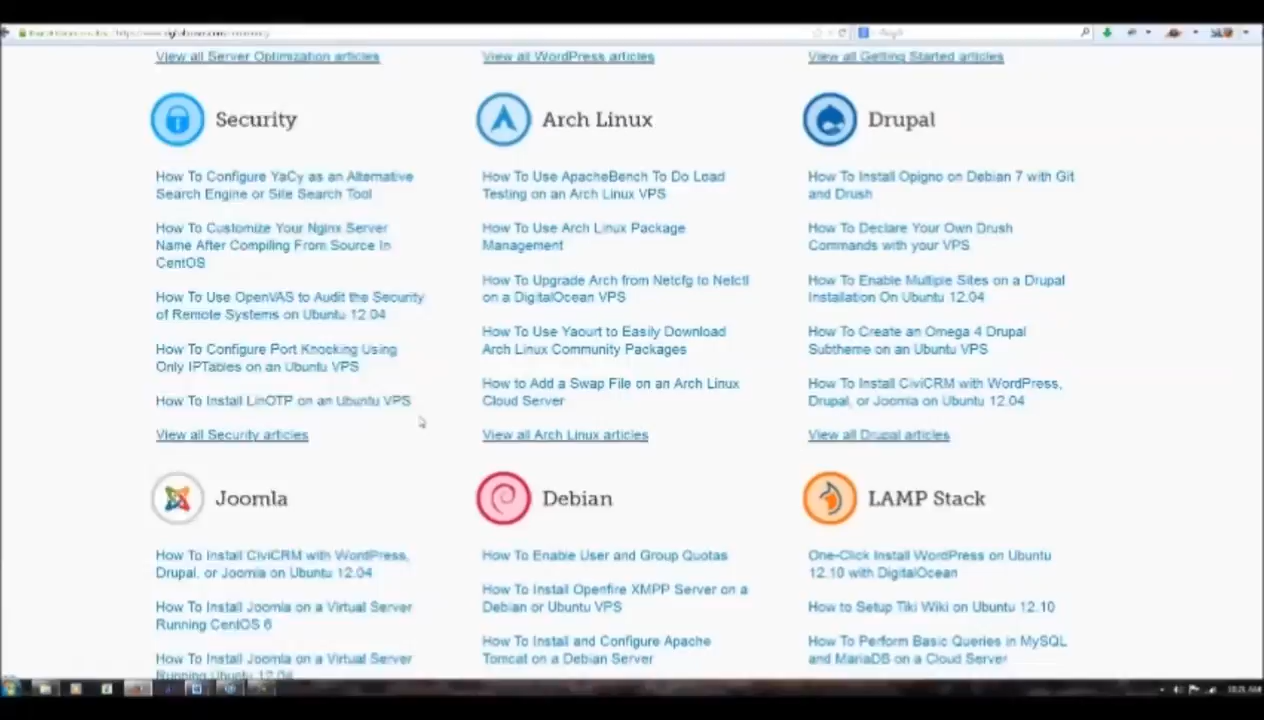 View all Server Optimization articles
View all WordPress articles
View all Getting Started articles
Security
How To Configure YaCy as an Alternative
Search Engine or Site Search Tool
How To Customize Your Nginx Server
Name After Compiling From Source In
CentOS
How To Use OpenVAS to Audit the Security
of Remote Systems on Ubuntu 12.04
How To Configure Port Knocking Using
Only IPTables on an Ubuntu VPS
How To Install LinOTP on an Ubuntu VPS
View all Security articles
Arch Linux
How To Use ApacheBench To Do Load
Testing on an Arch Linux VPS
How To Use Arch Linux Package
Management
How To Upgrade Arch from Netcfg to Netctl
on a DigitalOcean VPS
How To Use Yaourt to Easily Download
Arch Linux Community Packages
How to Add a Swap File on an Arch Linux
Cloud Server
View all Arch Linux articles
Drupal
How To Install Opigno on Debian 7 with Git
and Drush
How To Declare Your Own Drush
Commands with your VPS
How To Enable Multiple Sites on a Drupal
Installation On Ubuntu 12.04
How To Create an Omega 4 Drupal
Subtheme on an Ubuntu VPS
How To Install CiviCRM with WordPress,
Drupal, or Joomla on Ubuntu 12.04
View all Drupal articles
Joomla
How To Install CiviCRM with WordPress,
Drupal, or Joomla on Ubuntu 12.04
How To Install Joomla on a Virtual Server
Running CentOS 6
How To Install Joomla on a Virtual Server
Running Ubuntu 12.04
Debian
How To Enable User and Group Quotas
How To Install Openfire XMPP Server on a
Debian or Ubuntu VPS
How To Install and Configure Apache
Tomcat on a Debian Server
LAMP Stack
One-Click Install WordPress on Ubuntu
12.10 with DigitalOcean
How to Setup Tiki Wiki on Ubuntu 12.10
How To Perform Basic Queries in MySQL
and MariaDB on a Cloud Server